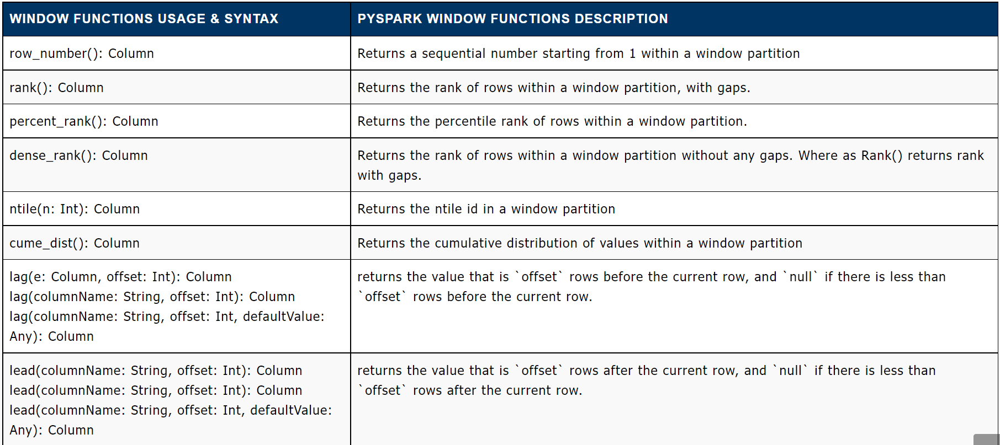 WINDOW FUNCTIONS USAGE & SYNTAX
PYSPARK WINDOW FUNCTIONS DESCRIPTION
row_number(): Column
Returns a sequential number starting from 1 within a window partition
rank(): Column
Returns the rank of rows within a window partition, with gaps.
percent_rank(): Column
Returns the percentile rank of rows within a window partition.
dense_rank(): Column
Returns the rank of rows within a window partition without any gaps. Where as Rank() returns rank
with gaps.
ntile(n: Int): Column
Returns the ntile id in a window partition
cume_dist(): Column
Returns the cumulative distribution of values within a window partition
lag(e: Column, offset: Int): Column
lag(columnName: String, offset: Int): Column
lag(columnName: String, offset: Int, defaultValue:
Any): Column
returns the value that is `offset` rows before the current row, and `null` if there is less than
`offset` rows before the current row.
lead(columnName: String, offset: Int): Column
lead(columnName: String, offset: Int): Column
lead(columnName: String, offset: Int, defaultValue:
Any): Column
returns the value that is `offset` rows after the current row, and `null` if there is less than
`offset` rows after the current row.